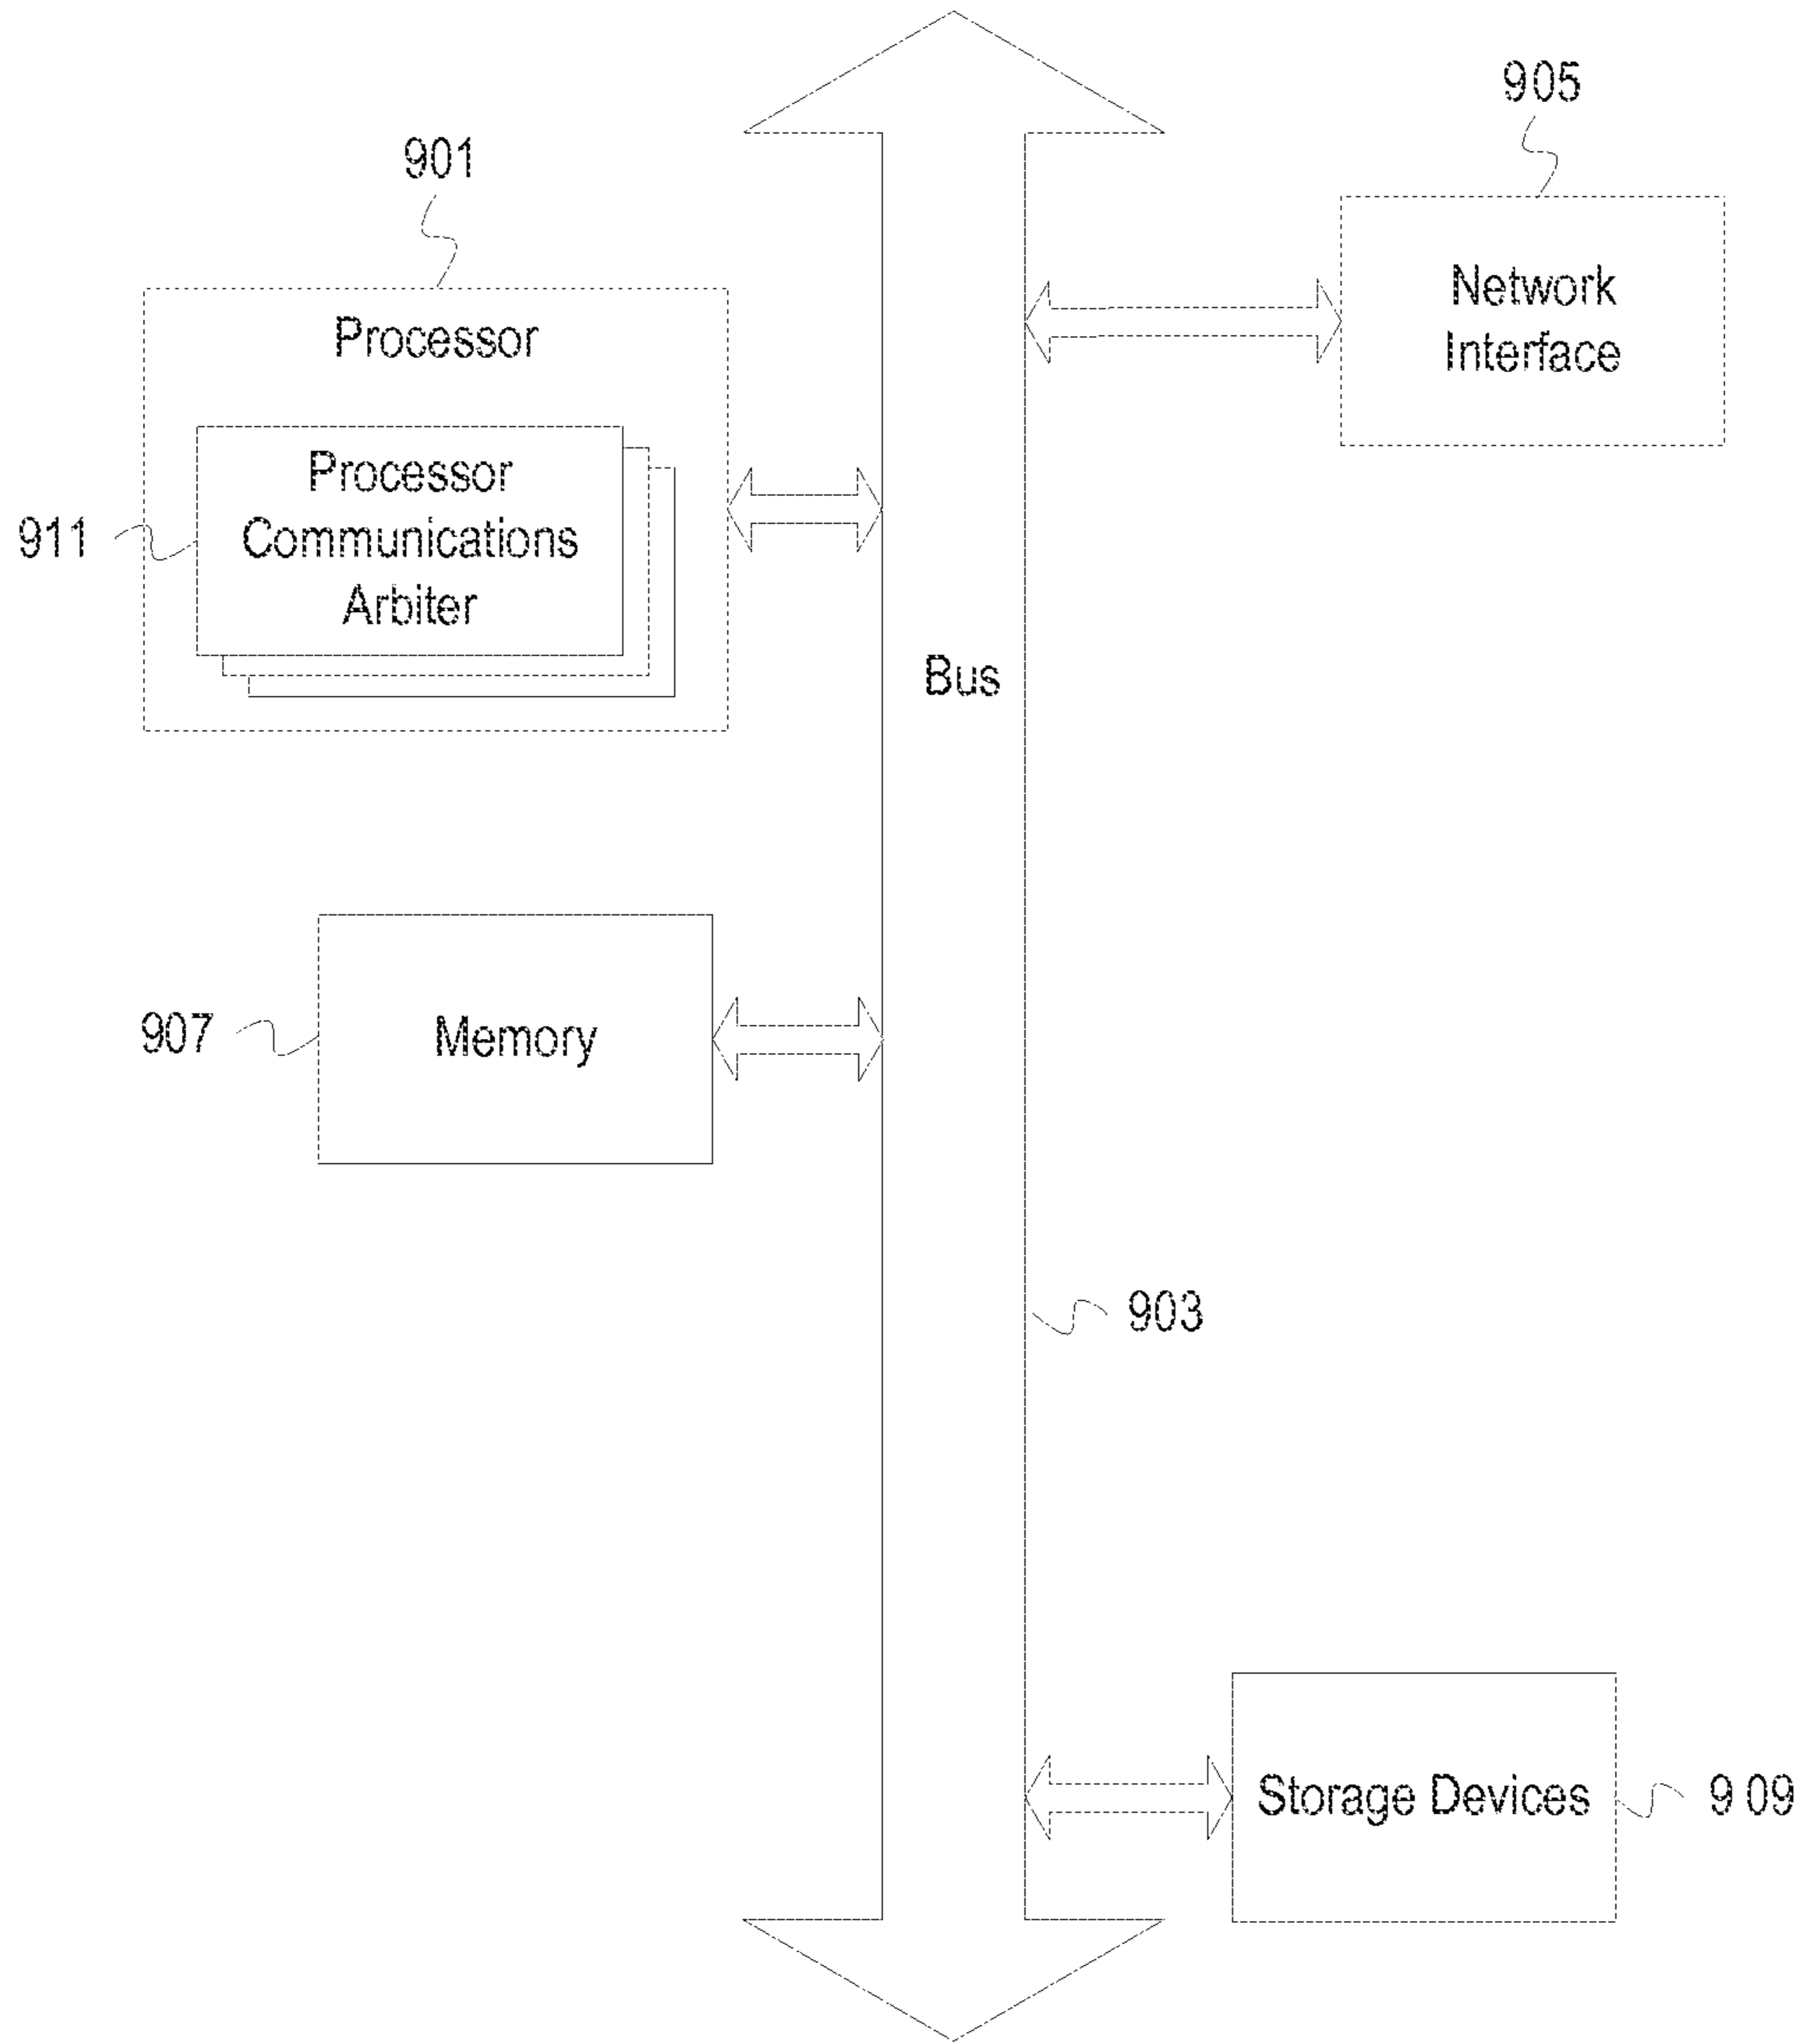 905
901
Network
Interface
Processor
Processor
Communications
Arbiter
911
Bus
907
Memory
903
Storage Devices
9 09